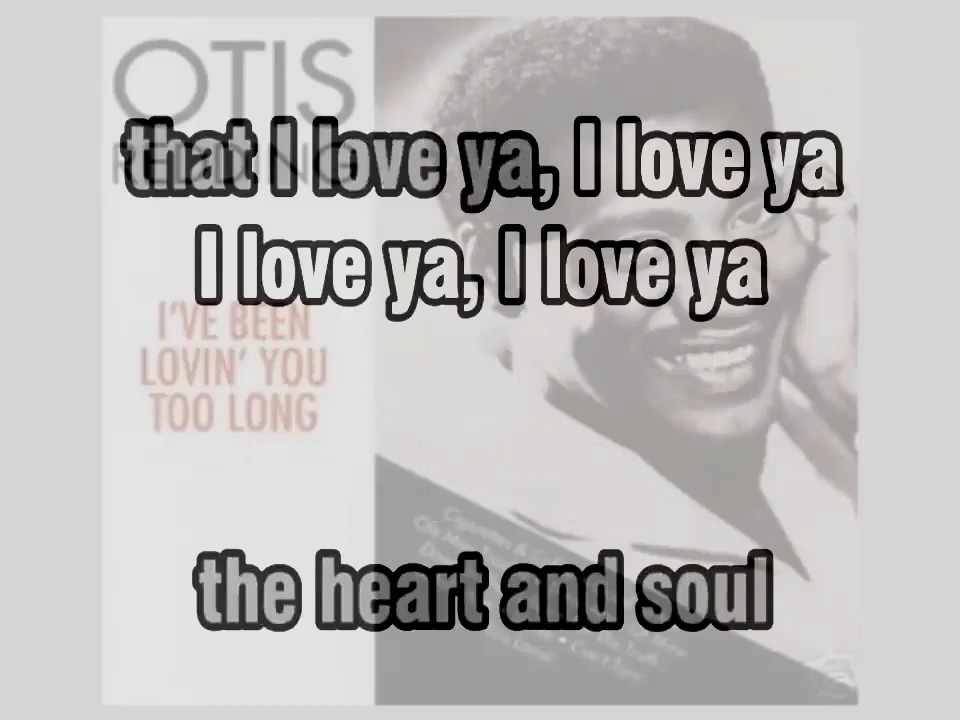 OTIS
REDDING
that I love ya, I love ya
I love ya, I love ya
I'VE BEEN
LOVIN' YOU
TOO LONG
the heart and soul